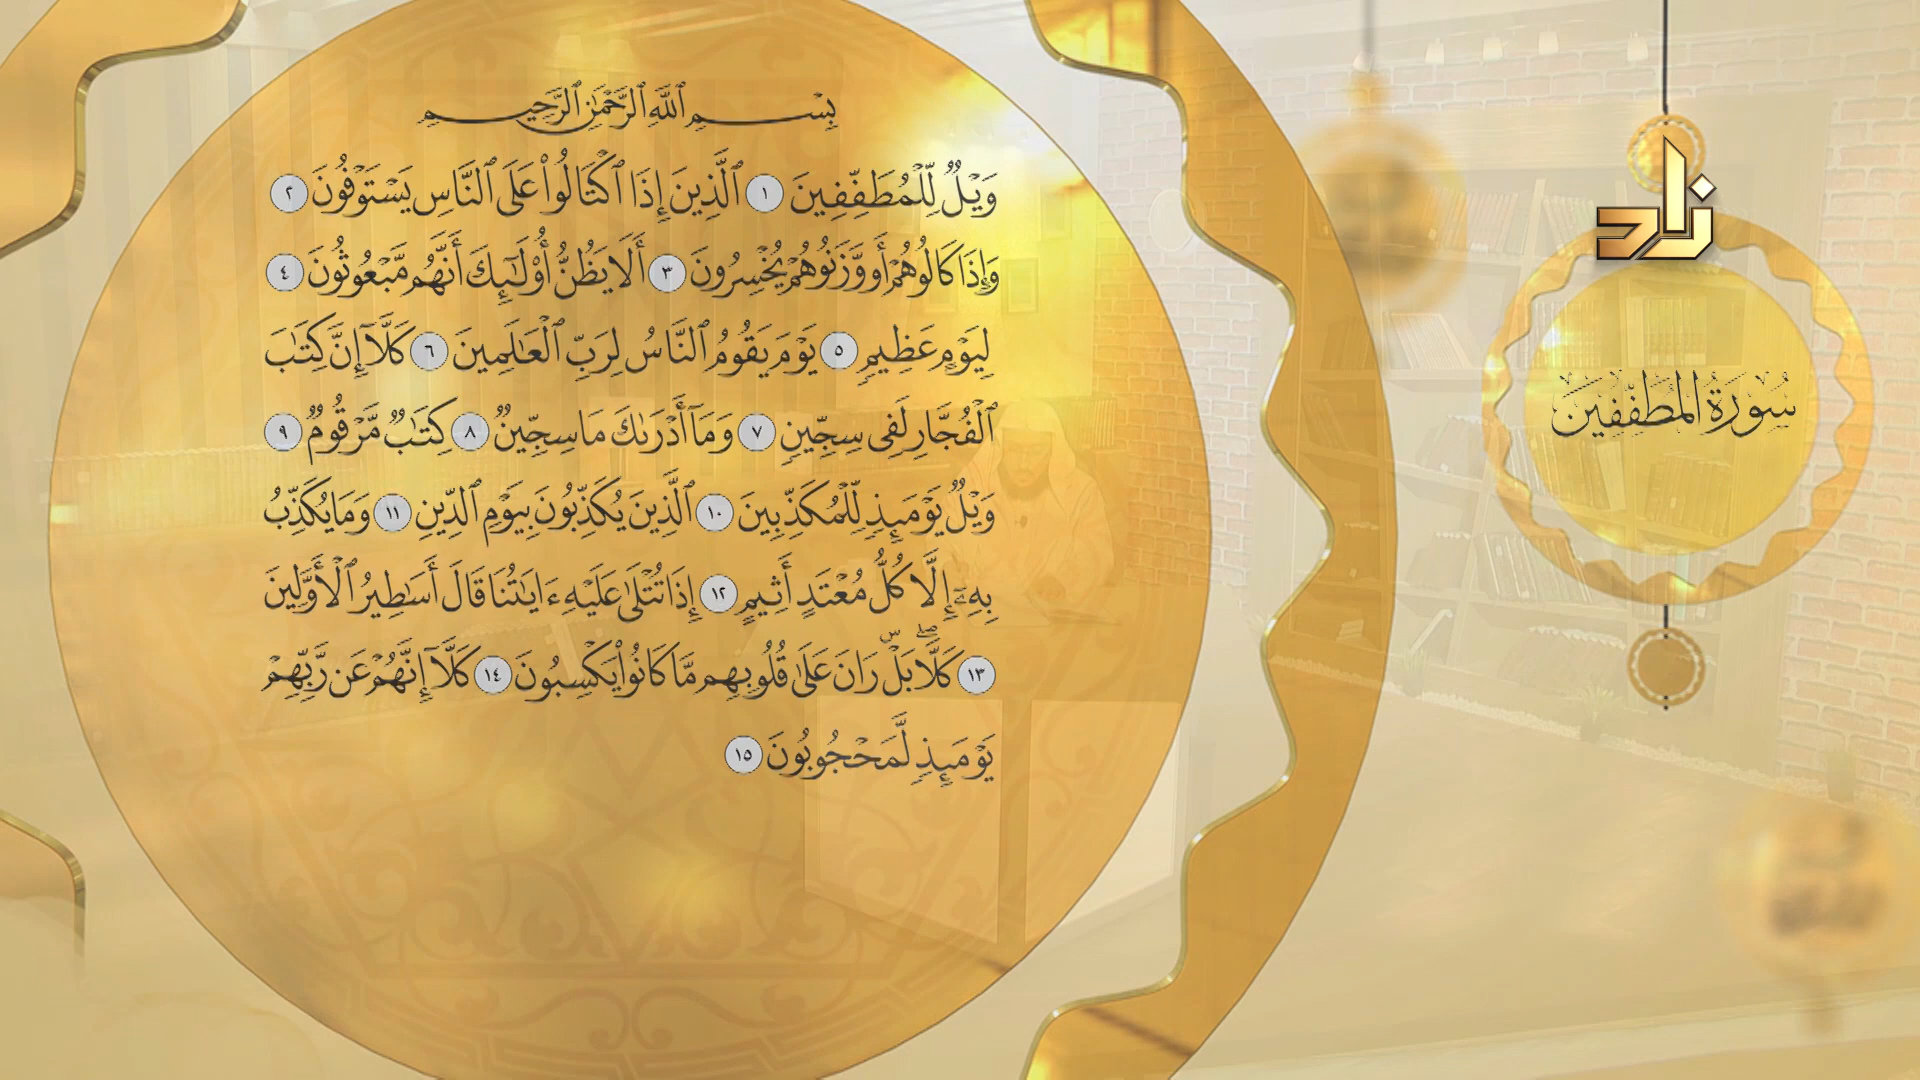 بِسْمِ ٱللَّهِ ٱلرَّحْمَٰنِ ٱلرَّحِيمِ
وَيْلٌ لِّلْمُطَفِّفِينَ ١ ٱلَّذِينَ إِذَا ٱكْتَالُوا۟ عَلَى ٱلنَّاسِ يَسْتَوْفُونَ ٢
وَإِذَا كَالُوهُمْ أَو وَّزَنُوهُمْ يُخْسِرُونَ ٣ أَلَا يَظُنُّ أُو۟لَٰٓئِكَ أَنَّهُم مَّبْعُوثُونَ ٤
لِيَوْمٍ عَظِيمٍ ٥ يَوْمَ يَقُومُ ٱلنَّاسُ لِرَبِّ ٱلْعَٰلَمِينَ ٦ كَلَّآ إِنَّ كِتَٰبَ
ٱلْفُجَّارِ لَفِى سِجِّينٍ ٧ وَمَآ أَدْرَىٰكَ مَا سِجِّينٌ ٨ كِتَٰبٌ مَّرْقُومٌ ٩
وَيْلٌ يَوْمَئِذٍ لِّلْمُكَذِّبِينَ ١٠ ٱلَّذِينَ يُكَذِّبُونَ بِيَوْمِ ٱلدِّينِ ١١ وَمَا يُكَذِّبُ
بِهِۦٓ إِلَّا كُلُّ مُعْتَدٍ أَثِيمٍ ١٢ إِذَا تُتْلَىٰ عَلَيْهِ ءَايَٰتُنَا قَالَ أَسَٰطِيرُ ٱلْأَوَّلِينَ
١٣ كَلَّا ۖ بَلْ ۜ رَانَ عَلَىٰ قُلُوبِهِم مَّا كَانُوا۟ يَكْسِبُونَ ١٤ كَلَّآ إِنَّهُمْ عَن رَّبِّهِمْ
يَوْمَئِذٍ لَّمَحْجُوبُونَ ١٥
زاد
سُورَةُ المُطَفِّفِينَ